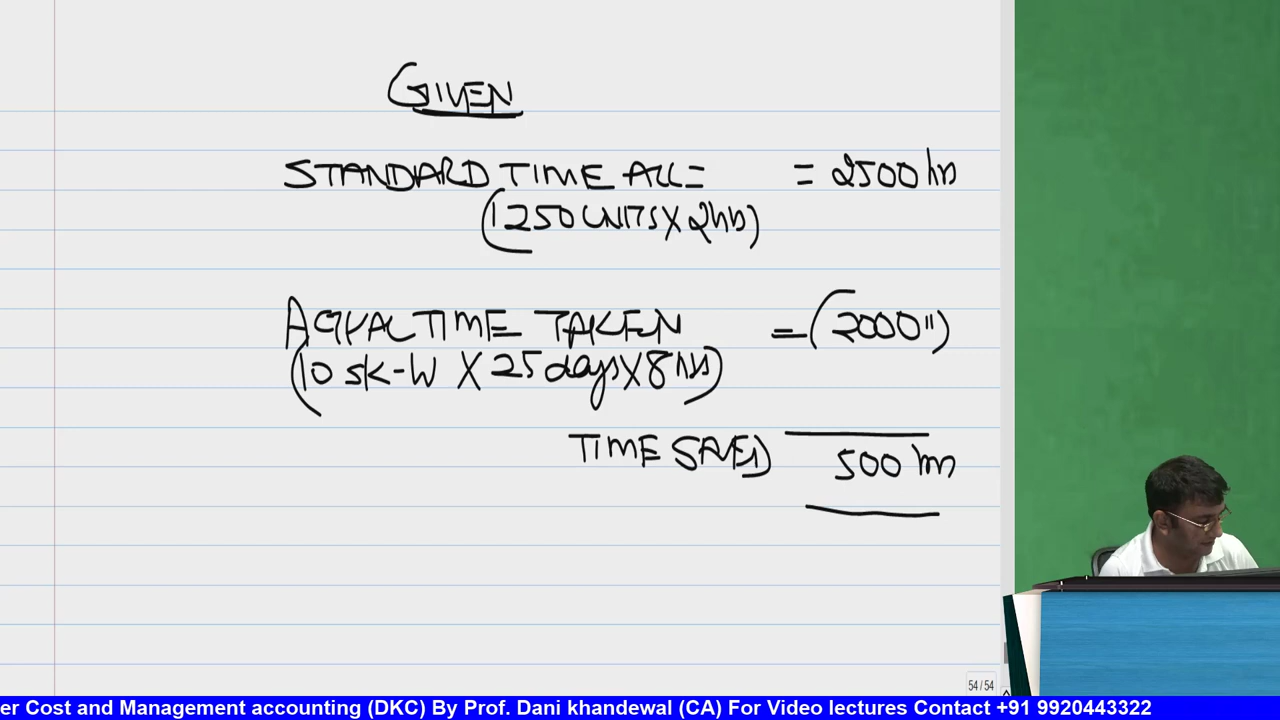 GIVEN
STANDARD TIME ALL = = 2500 hrs
(1250 UNITS X 2hrs)
ACTUAL TIME TAKEN = (2000 ")
(10 SK-W X 25 days X 8 hrs)
TIME SAVED 500 hrs
54 / 54
er Cost and Management accounting (DKC) By Prof. Dani khandewal (CA) For Video lectures Contact +91 9920443322